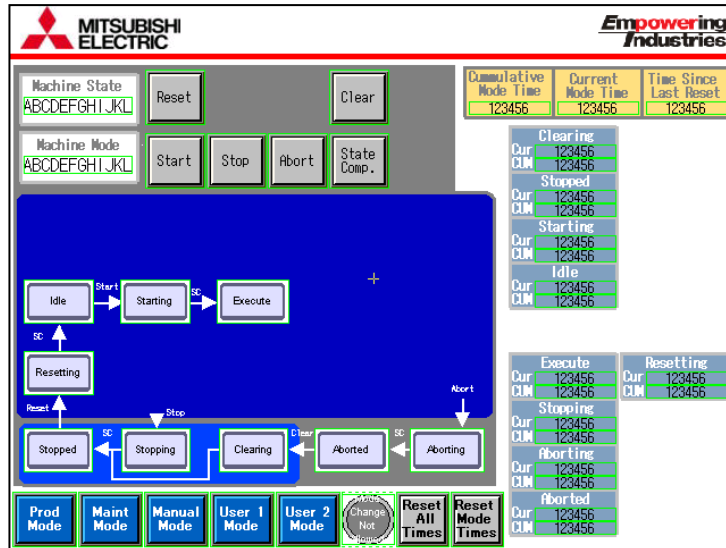 MITSUBISHI
ELECTRIC
Empowering
Industries
Machine State
ABCDEFGHIJKL
Reset
Clear
Machine Mode
ABCDEFGHIJKL
Start
Stop
Abort
State
Comp.
Cummulative
Mode Time
123456
Current
Mode Time
123456
Time Since
Last Reset
123456
Clearing
Cur 123456
CUM 123456
Stopped
Cur 123456
CUM 123456
Starting
Cur 123456
CUM 123456
Idle
Cur 123456
CUM 123456
Idle
Start
Starting
SC
Execute
SC
Resetting
Reset
Stop
Abort
Stopped
SC
Stopping
Clearing
Clear
Aborted
SC
Aborting
Execute
Cur 123456
CUM 123456
Resetting
Cur 123456
CUM 123456
Stopping
Cur 123456
CUM 123456
Aborting
Cur 123456
CUM 123456
Aborted
Cur 123456
CUM 123456
Prod
Mode
Maint
Mode
Manual
Mode
User 1
Mode
User 2
Mode
Change
Not
Reset
All
Times
Reset
Mode
Times